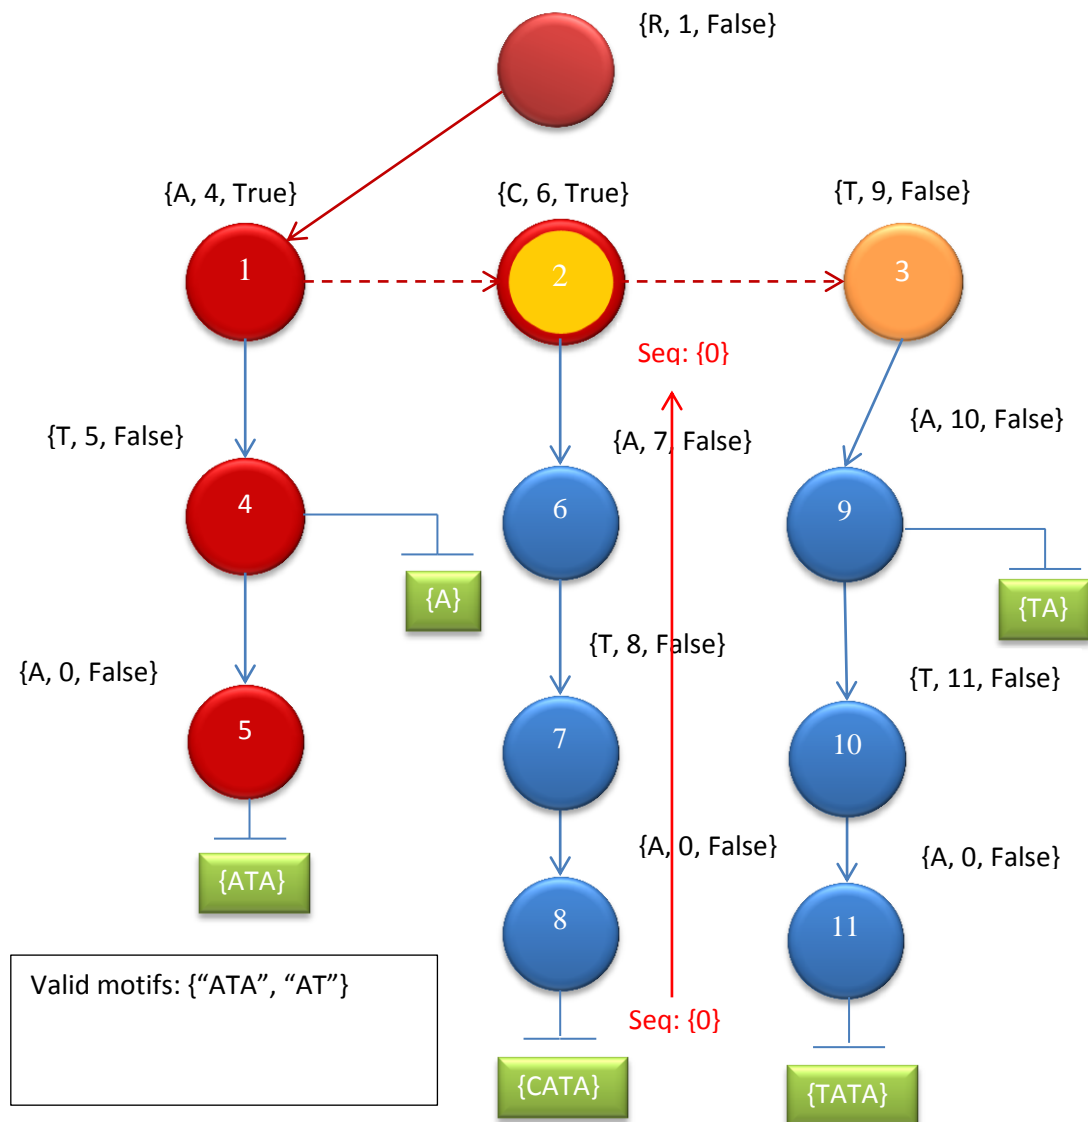 {R, 1, False}
{A, 4, True}
{C, 6, True}
{T, 9, False}
1
2
3
Seq: {0}
{T, 5, False}
{A, 7, False}
{A, 10, False}
4
6
9
{A}
{TA}
{A, 0, False}
{T, 8, False}
{T, 11, False}
5
7
10
{ATA}
{A, 0, False}
{A, 0, False}
8
11
Valid motifs: {“ATA”, “AT”}
Seq: {0}
{CATA}
{TATA}